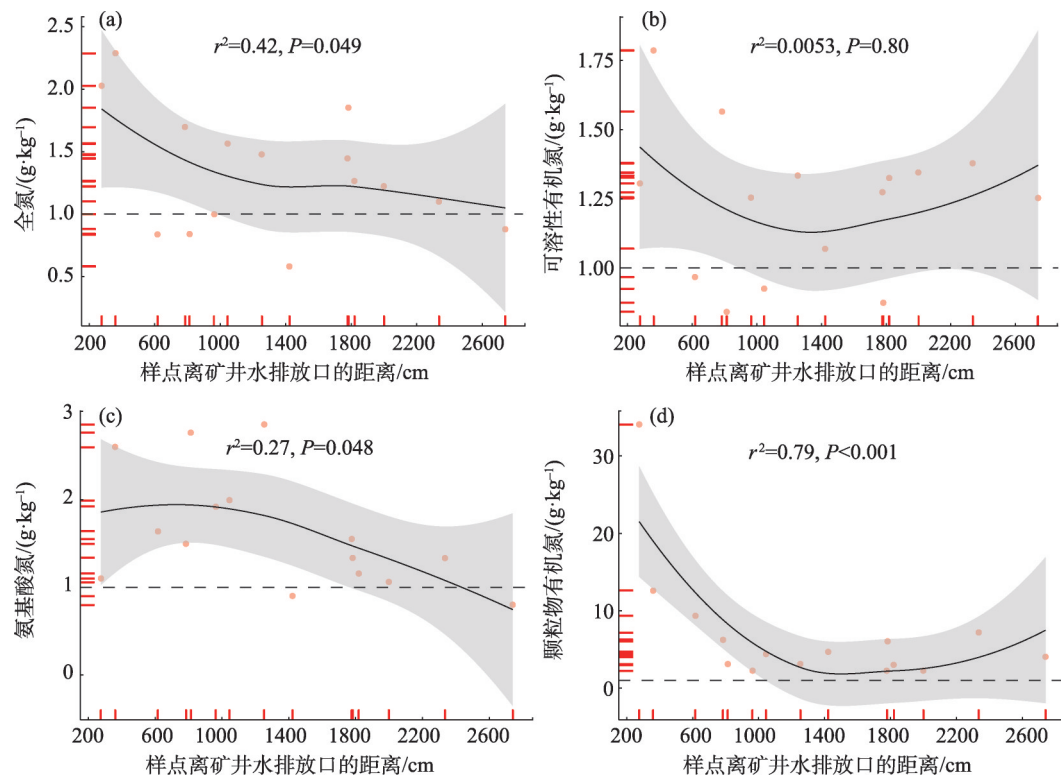 (a)
r²=0.42, P=0.049
全氮/(g·kg⁻¹)
2.5
2.0
1.5
1.0
0.5
200 600 1000 1400 1800 2200 2600
样点离矿井水排放口的距离/cm
(b)
r²=0.0053, P=0.80
可溶性有机氮/(g·kg⁻¹)
1.75
1.50
1.25
1.00
200 600 1000 1400 1800 2200 2600
样点离矿井水排放口的距离/cm
(c)
r²=0.27, P=0.048
氨基酸氮/(g·kg⁻¹)
3
2
1
0
200 600 1000 1400 1800 2200 2600
样点离矿井水排放口的距离/cm
(d)
r²=0.79, P<0.001
颗粒物有机氮/(g·kg⁻¹)
30
20
10
0
200 600 1000 1400 1800 2200 2600
样点离矿井水排放口的距离/cm